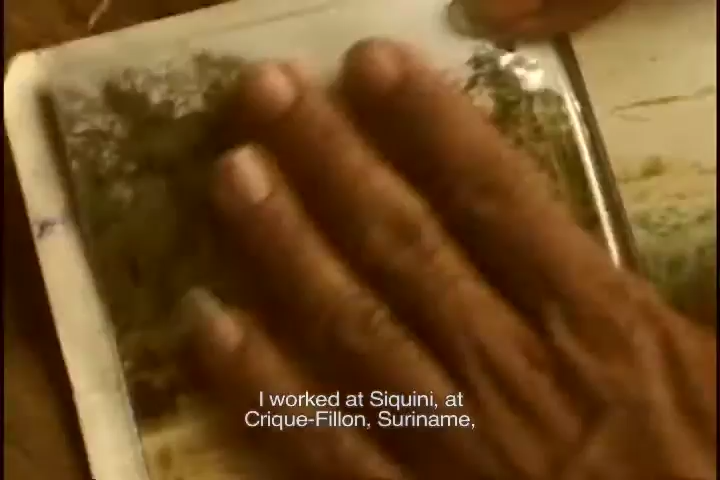 I worked at Siquini, at
Crique-Fillon, Suriname,